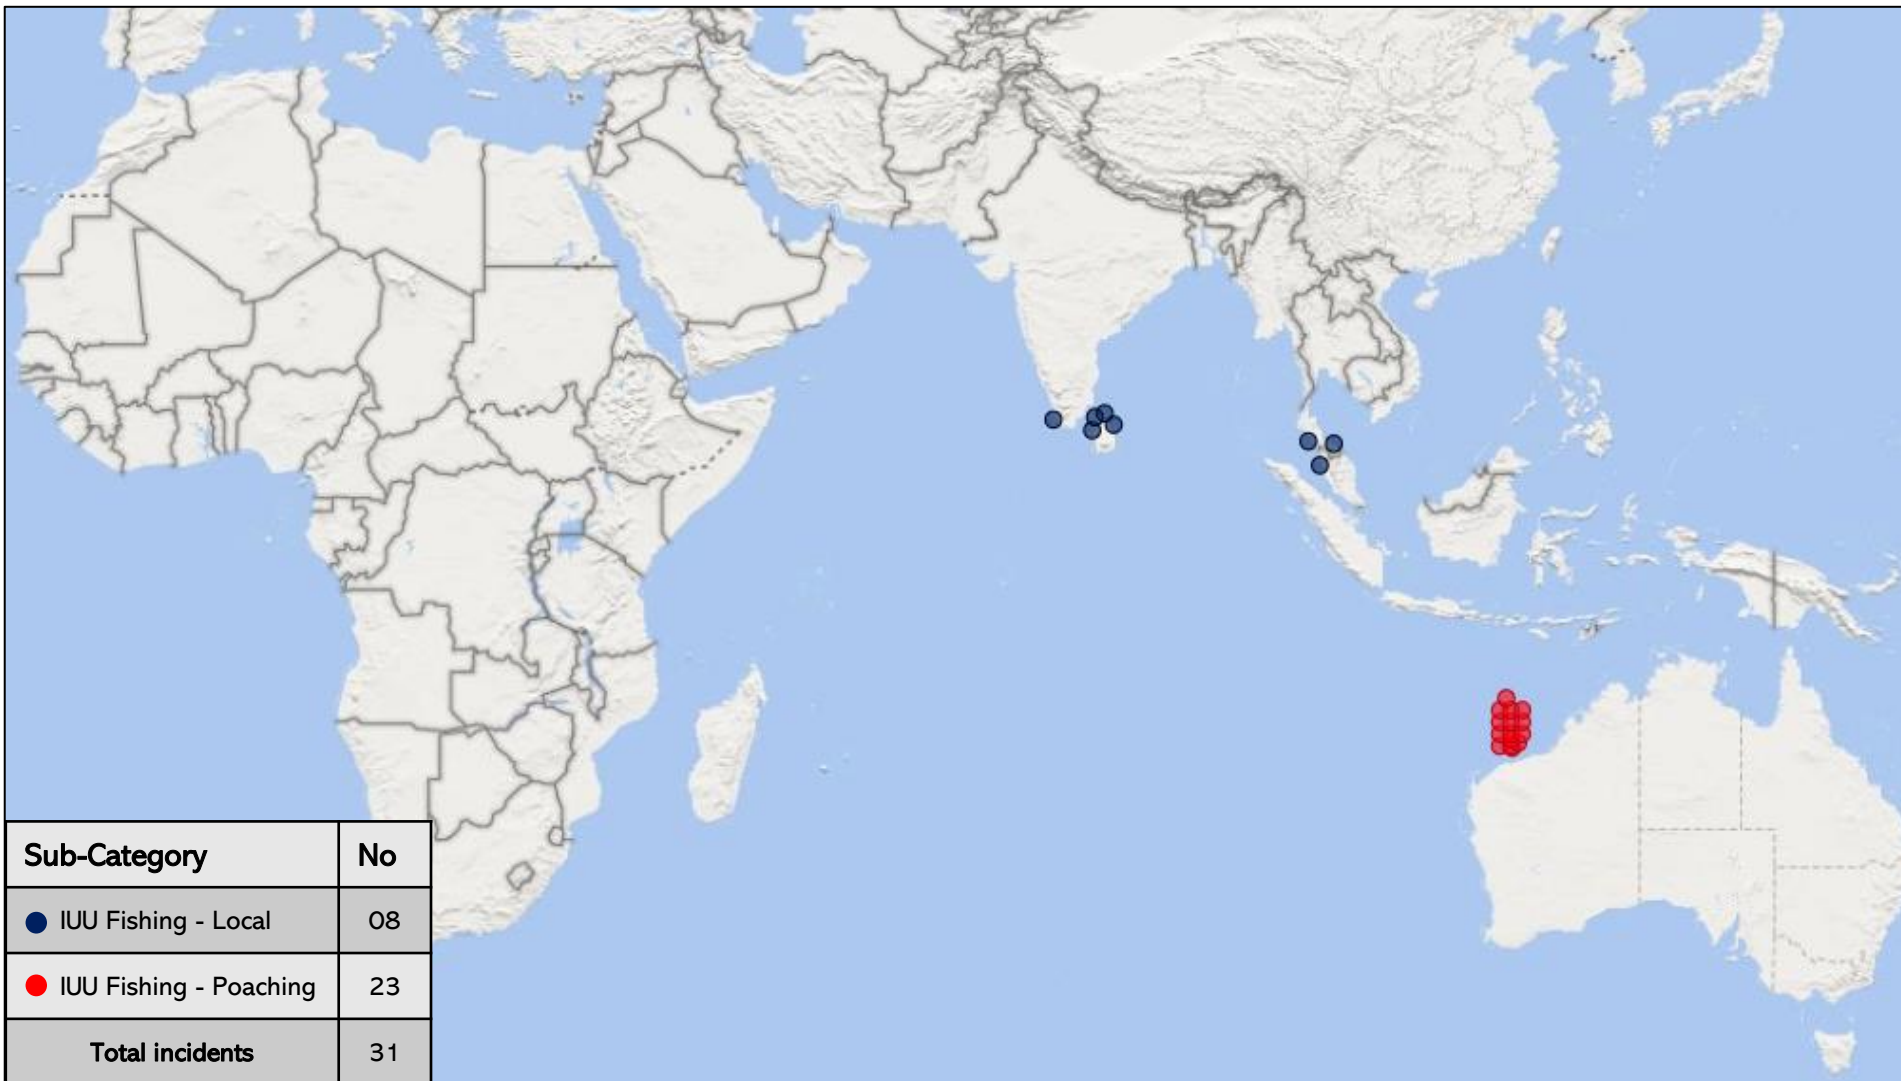 Sub-Category No
IUU Fishing - Local 08
IUU Fishing - Poaching 23
Total incidents 31